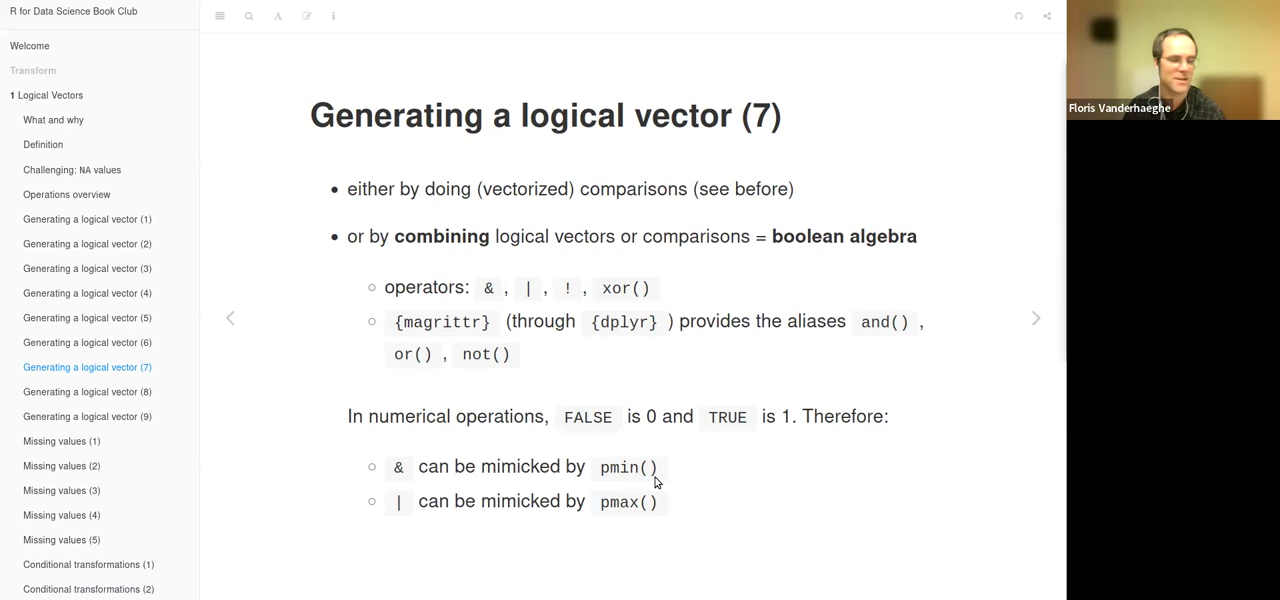 R for Data Science Book Club
Welcome
Transform
1 Logical Vectors
What and why
Definition
Challenging: NA values
Operations overview
Generating a logical vector (1)
Generating a logical vector (2)
Generating a logical vector (3)
Generating a logical vector (4)
Generating a logical vector (5)
Generating a logical vector (6)
Generating a logical vector (7)
Generating a logical vector (8)
Generating a logical vector (9)
Missing values (1)
Missing values (2)
Missing values (3)
Missing values (4)
Missing values (5)
Conditional transformations (1)
Conditional transformations (2)
Generating a logical vector (7)
either by doing (vectorized) comparisons (see before)
or by combining logical vectors or comparisons = boolean algebra
operators: & , | , ! , xor()
{magrittr} (through {dplyr} ) provides the aliases and() ,
or() , not()
In numerical operations, FALSE is 0 and TRUE is 1. Therefore:
& can be mimicked by pmin()
| can be mimicked by pmax()
Floris Vanderhaeghe